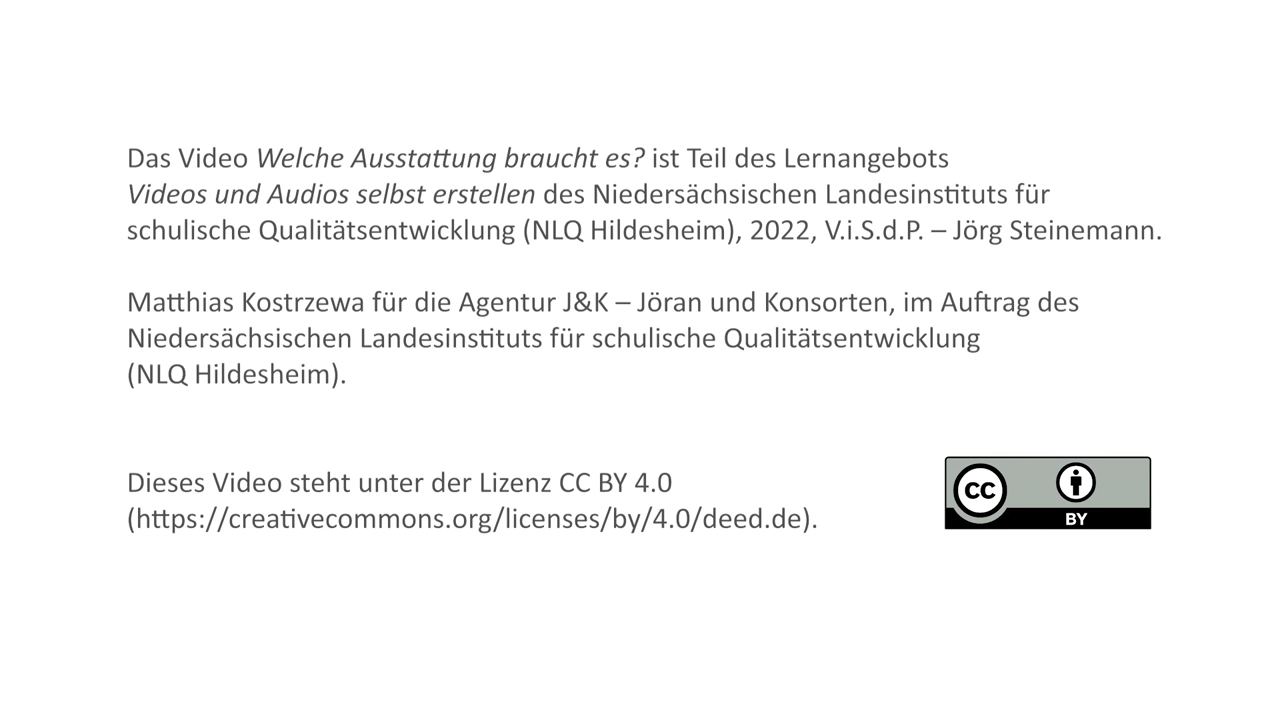 Das Video Welche Ausstattung braucht es? ist Teil des Lernangebots
Videos und Audios selbst erstellen des Niedersächsischen Landesinstituts für
schulische Qualitätsentwicklung (NLQ Hildesheim), 2022, V.i.S.d.P. – Jörg Steinemann.
Matthias Kostrzewa für die Agentur J&K – Jöran und Konsorten, im Auftrag des
Niedersächsischen Landesinstituts für schulische Qualitätsentwicklung
(NLQ Hildesheim).
Dieses Video steht unter der Lizenz CC BY 4.0
(https://creativecommons.org/licenses/by/4.0/deed.de).
CC
BY